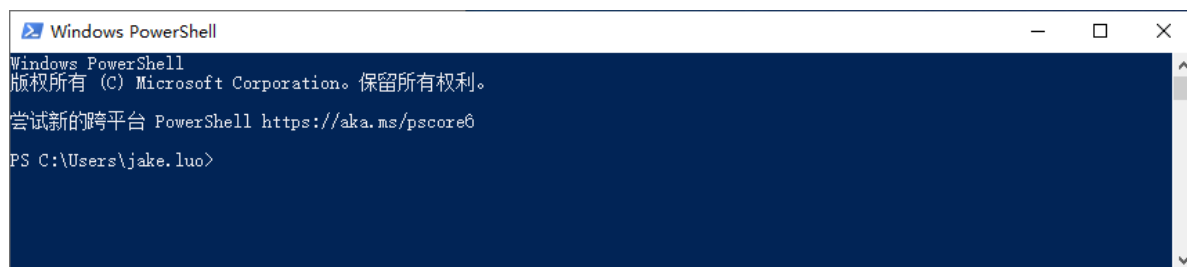 Windows PowerShell
Windows PowerShell
版权所有 (C) Microsoft Corporation。保留所有权利。
尝试新的跨平台 PowerShell https://aka.ms/pscore6
PS C:\Users\jake.luo>